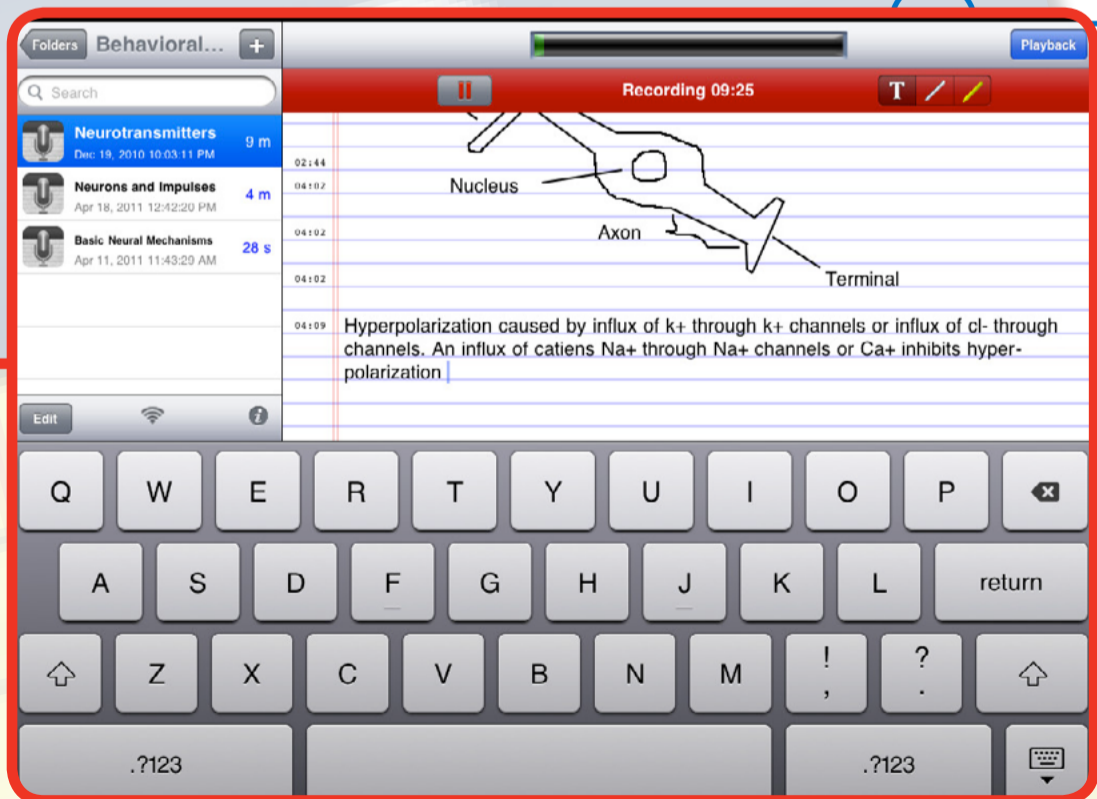 Folders Behavioral... +
Playback
Search
Recording 09:25
T
Neurotransmitters
Dec 19, 2010 10:03:11 PM
9 m
Neurons and Impulses
Apr 18, 2011 12:42:20 PM
4 m
Basic Neural Mechanisms
Apr 11, 2011 11:43:29 AM
28 s
Edit
i
02:44
04:02
Nucleus
04:02
Axon
04:02
Terminal
04:09
Hyperpolarization caused by influx of k+ through k+ channels or influx of cl- through
channels. An influx of catiens Na+ through Na+ channels or Ca+ inhibits hyper-
polarization
Q W E R T Y U I O P
A S D F G H J K L return
Z X C V B N M ! , ? .
.?123 .?123